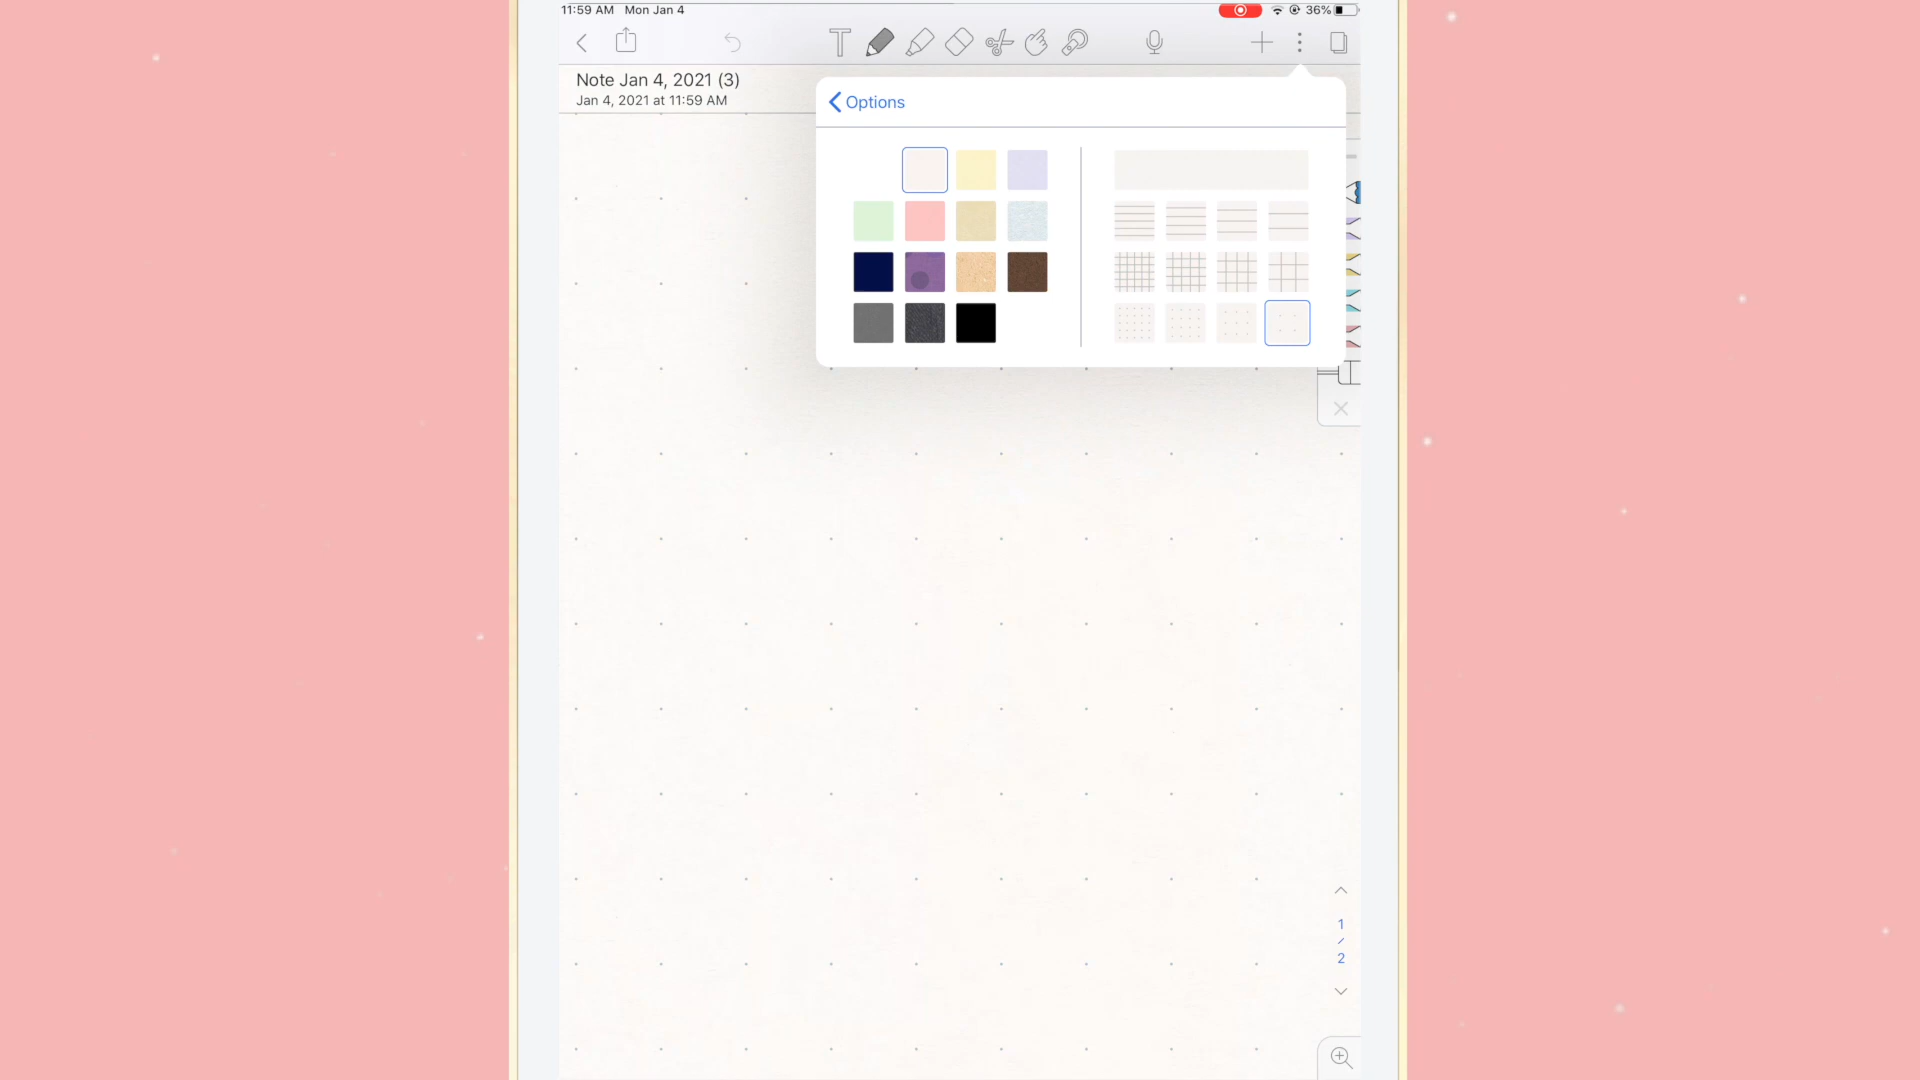 11:59 AM Mon Jan 4
36%
T
Note Jan 4, 2021 (3)
Jan 4, 2021 at 11:59 AM
Options
1
/
2